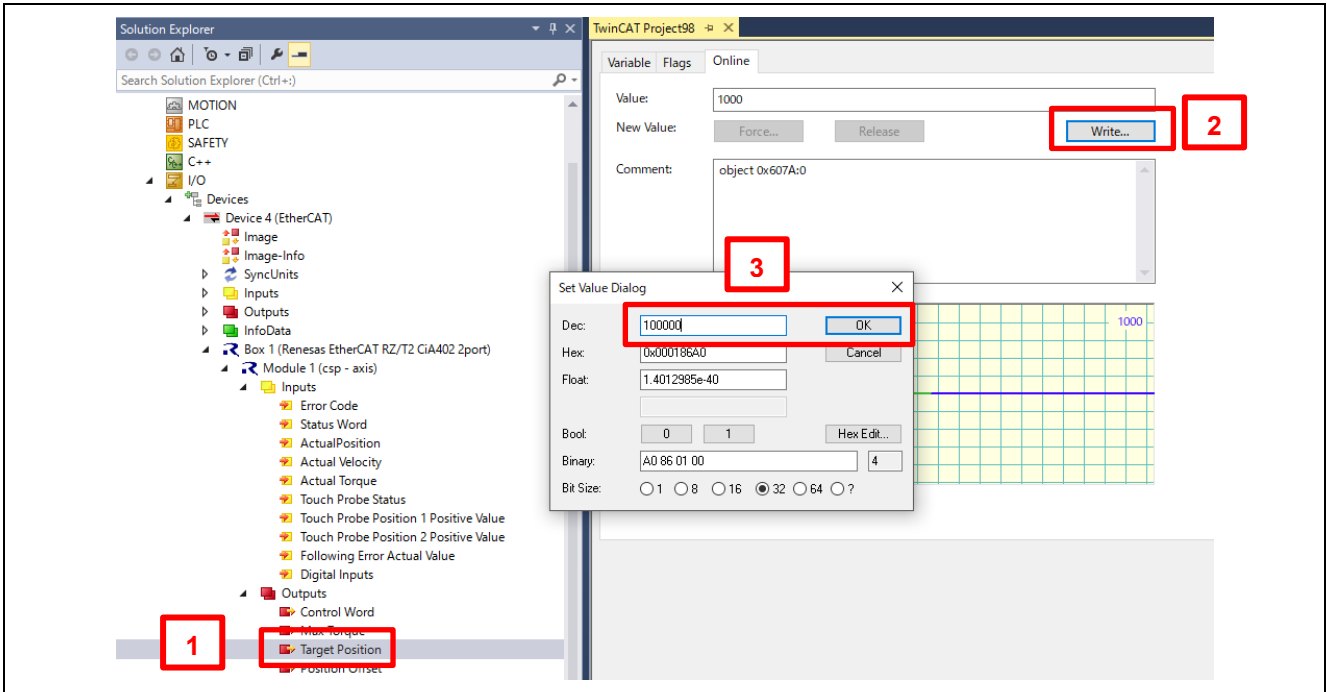 Solution Explorer
Search Solution Explorer (Ctrl+:)
MOTION
PLC
SAFETY
C++
I/O
Devices
Device 4 (EtherCAT)
Image
Image-Info
SyncUnits
Inputs
Outputs
InfoData
Box 1 (Renesas EtherCAT RZ/T2 CiA402 2port)
Module 1 (csp - axis)
Inputs
Error Code
Status Word
ActualPosition
Actual Velocity
Actual Torque
Touch Probe Status
Touch Probe Position 1 Positive Value
Touch Probe Position 2 Positive Value
Following Error Actual Value
Digital Inputs
Outputs
Control Word
Max Torque
1
Target Position
Position Offset
TwinCAT Project98
Variable Flags Online
Value: 1000
New Value: Force... Release Write...
2
Comment: object 0x607A:0
3
1000
Set Value Dialog
Dec: 100000 OK
Hex: 0x000186A0 Cancel
Float: 1.4012985e-40
Bool: 0 1 Hex Edit...
Binary: A0 86 01 00 4
Bit Size: 1 8 16 32 64 ?